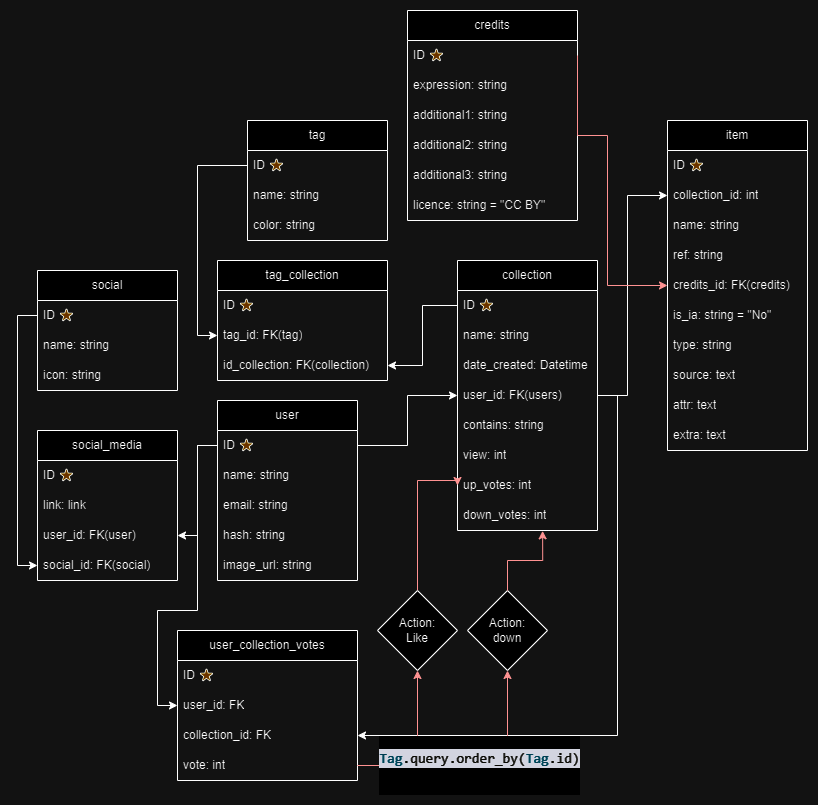 credits
ID
expression: string
additional1: string
additional2: string
additional3: string
licence: string = "CC BY"
tag
ID
name: string
color: string
item
ID
collection_id: int
name: string
ref: string
credits_id: FK(credits)
is_ia: string = "No"
type: string
source: text
attr: text
extra: text
social
ID
name: string
icon: string
tag_collection
ID
tag_id: FK(tag)
id_collection: FK(collection)
collection
ID
name: string
date_created: Datetime
user_id: FK(users)
contains: string
view: int
up_votes: int
down_votes: int
social_media
ID
link: link
user_id: FK(user)
social_id: FK(social)
user
ID
name: string
email: string
hash: string
image_url: string
Action:
Like
Action:
down
user_collection_votes
ID
user_id: FK
collection_id: FK
vote: int
Tag.query.order_by(Tag.id)